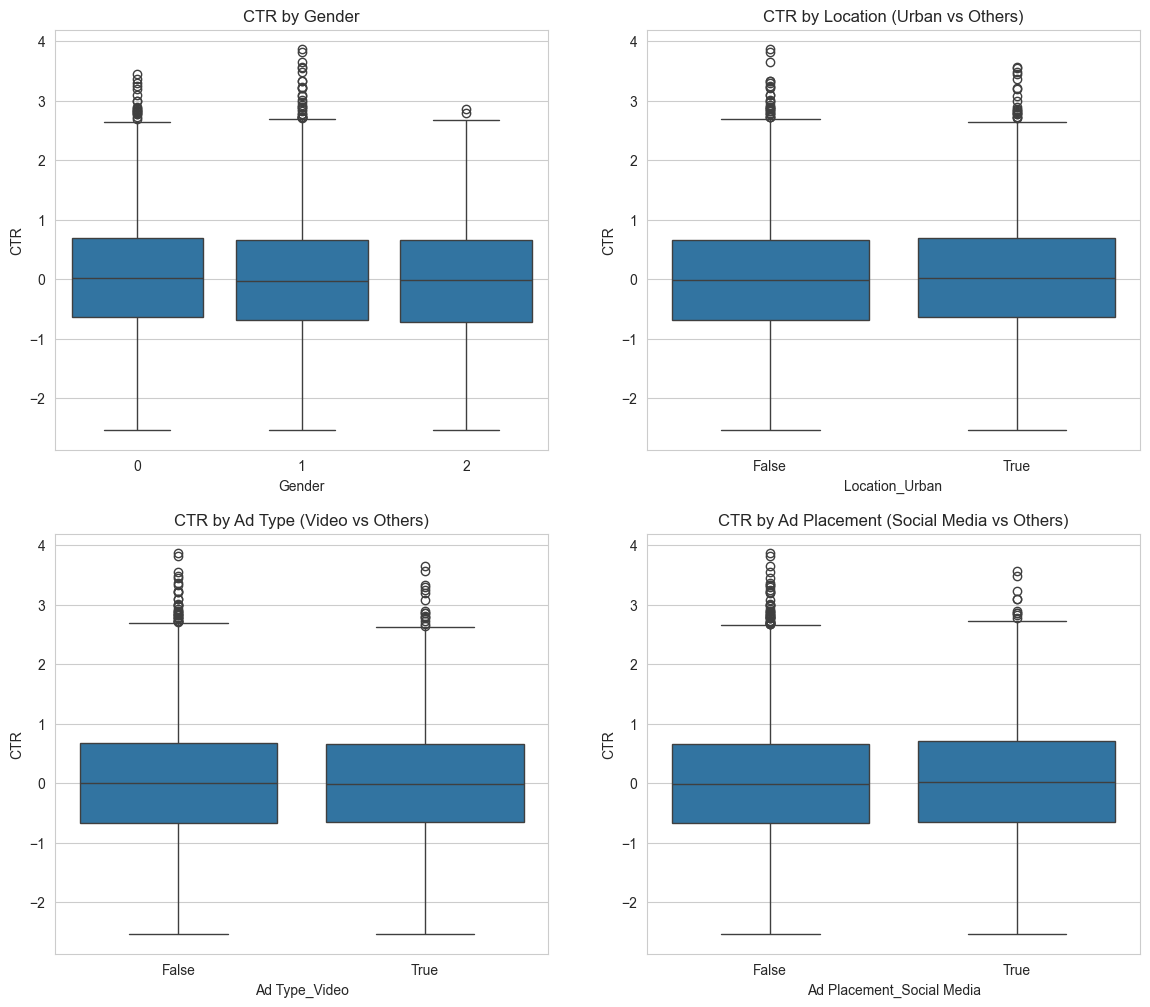 CTR by Gender
4
3
2
1
0
−1
−2
CTR
0 1 2
Gender
CTR by Location (Urban vs Others)
4
3
2
1
0
−1
−2
CTR
False True
Location_Urban
CTR by Ad Type (Video vs Others)
4
3
2
1
0
−1
−2
CTR
False True
Ad Type_Video
CTR by Ad Placement (Social Media vs Others)
4
3
2
1
0
−1
−2
CTR
False True
Ad Placement_Social Media